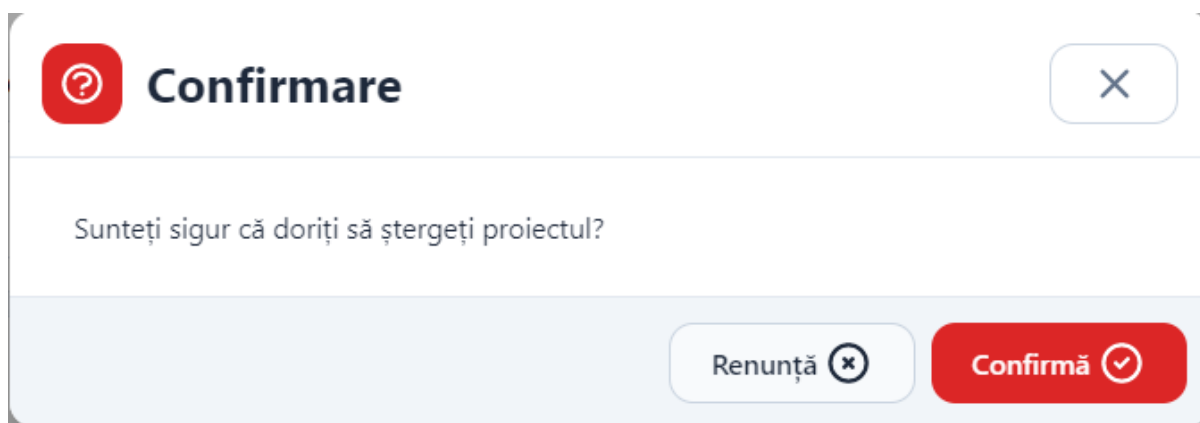 Confirmare
Sunteți sigur că doriți să ștergeți proiectul?
Renunță
Confirmă